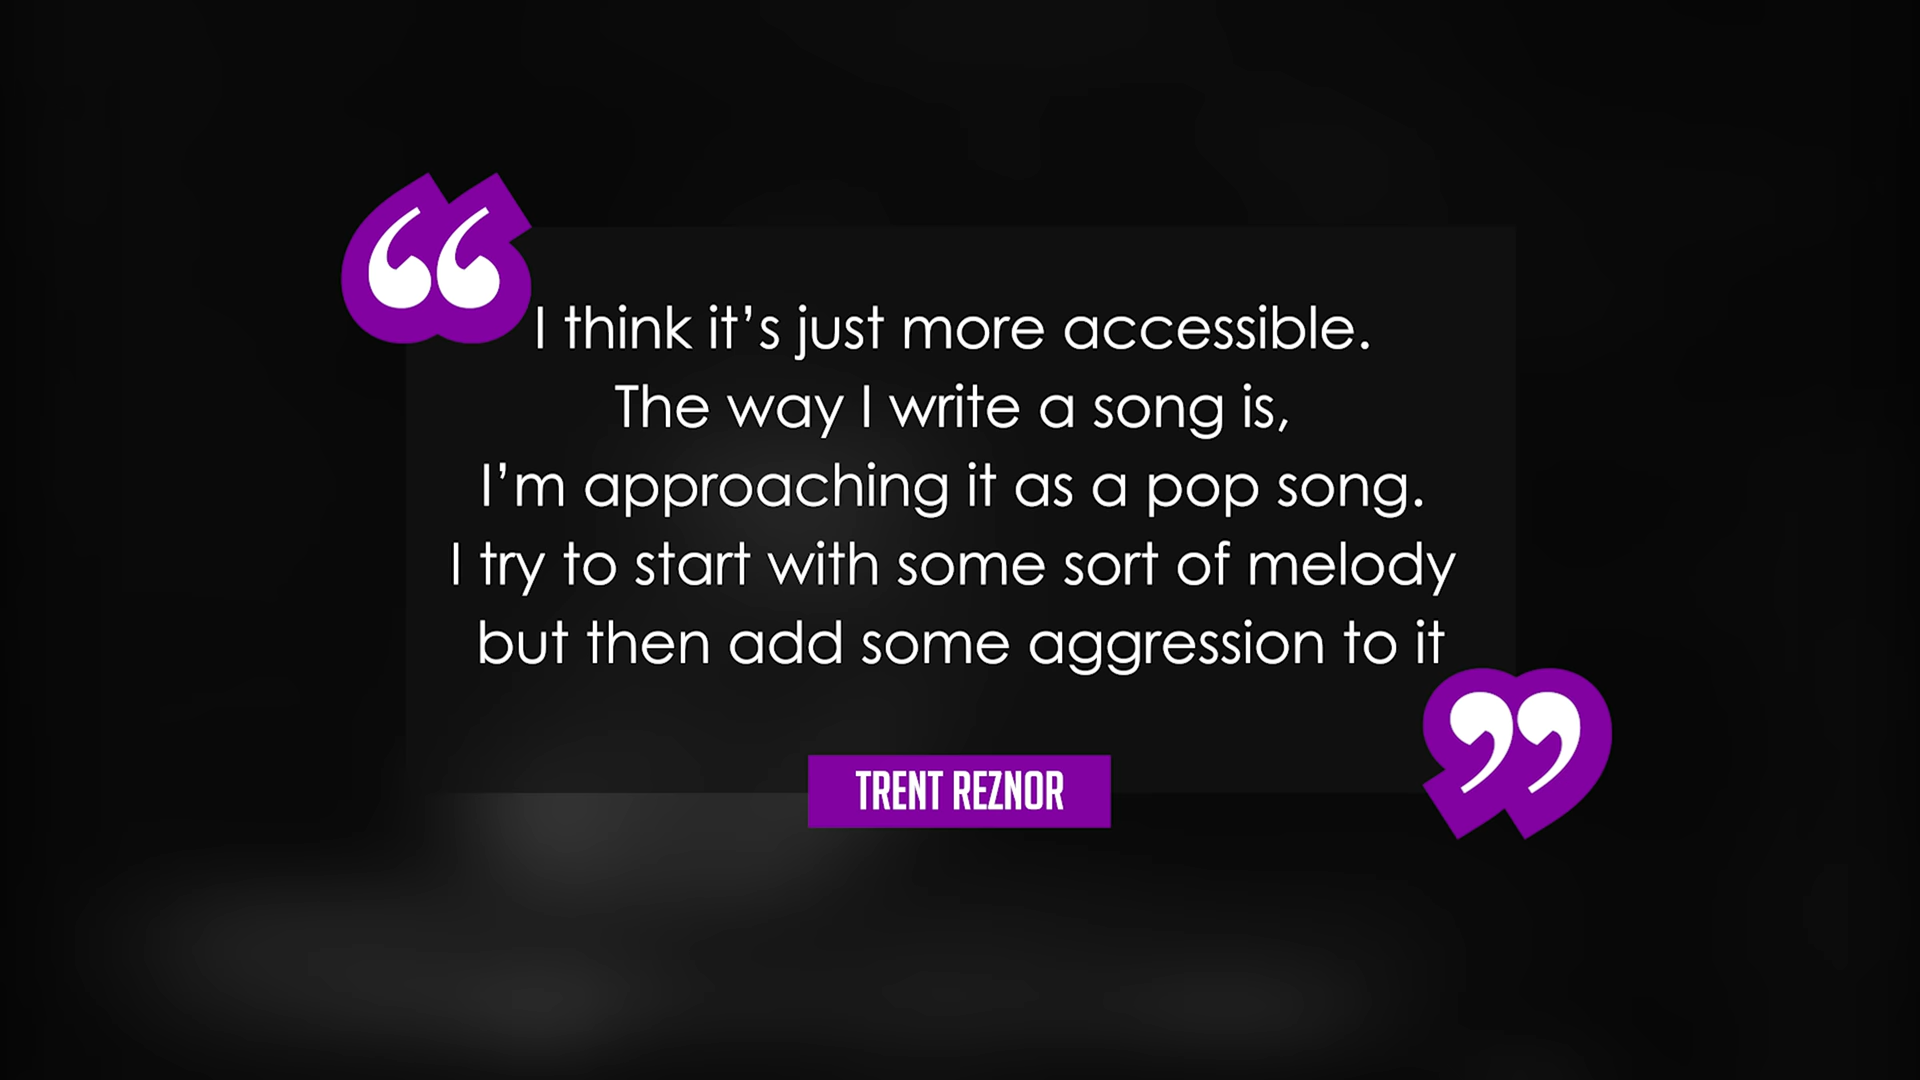 “I think it’s just more accessible.
The way I write a song is,
I’m approaching it as a pop song.
I try to start with some sort of melody
but then add some aggression to it”
TRENT REZNOR